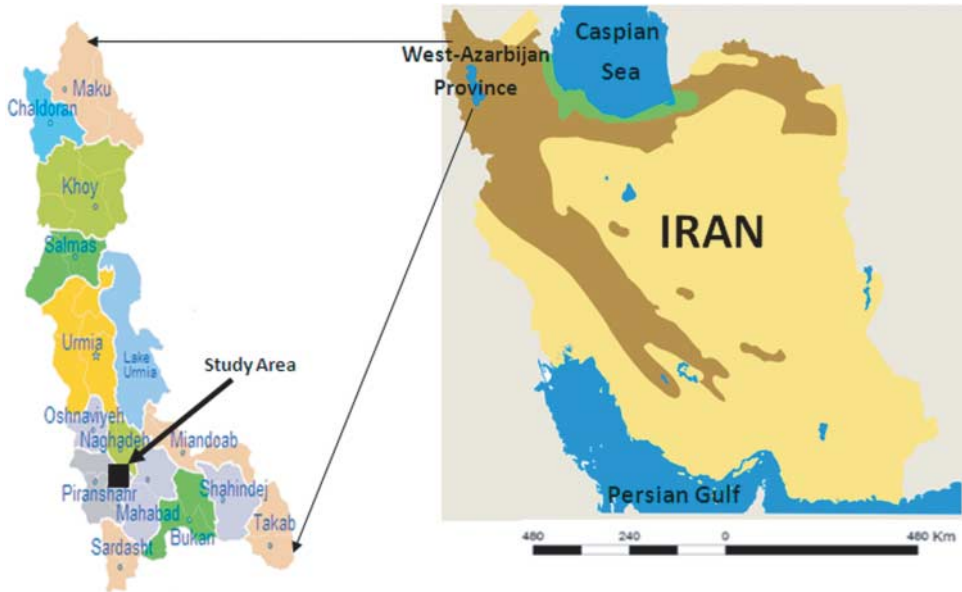 Maku
Chaldoran
Khoy
Salmas
Urmia
Lake
Urmia
Study Area
Oshnaviyeh
Naghadeh
Miandoab
Piranshahr
Mahabad
Shahindej
Bukan
Takab
Sardasht
West-Azarbijan
Province
Caspian
Sea
IRAN
Persian Gulf
480 240 0 480 Km